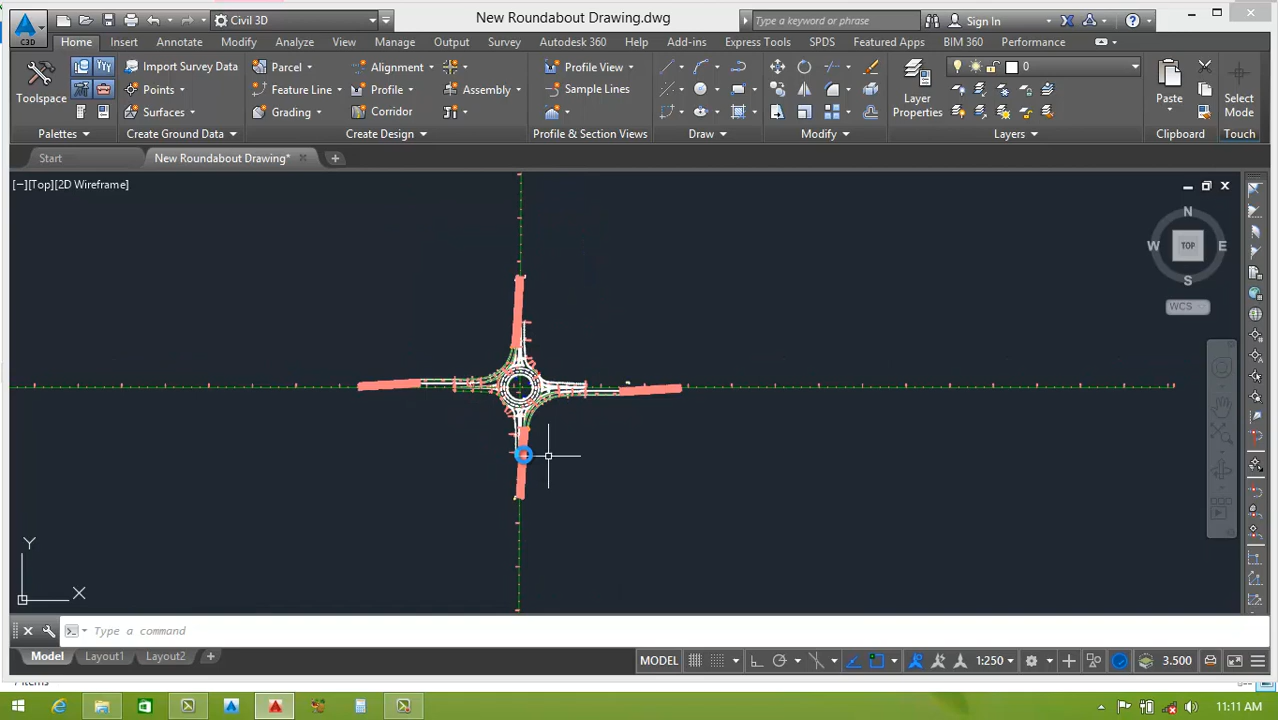 Civil 3D
New Roundabout Drawing.dwg
Type a keyword or phrase
Sign In
C3D
Home Insert Annotate Modify Analyze View Manage Output Survey Autodesk 360 Help Add-ins Express Tools SPDS Featured Apps BIM 360 Performance
Toolspace
Import Survey Data
Points
Surfaces
Parcel
Feature Line
Grading
Alignment
Profile
Corridor
Assembly
Profile View
Sample Lines
Layer
Properties
0
Paste
Select
Mode
Palettes
Create Ground Data
Create Design
Profile & Section Views
Draw
Modify
Layers
Clipboard
Touch
Start
New Roundabout Drawing*
[−][Top][2D Wireframe]
N
W
TOP
E
S
WCS
Y
X
Type a command
Model Layout1 Layout2
MODEL
1:250
3.500
11:11 AM